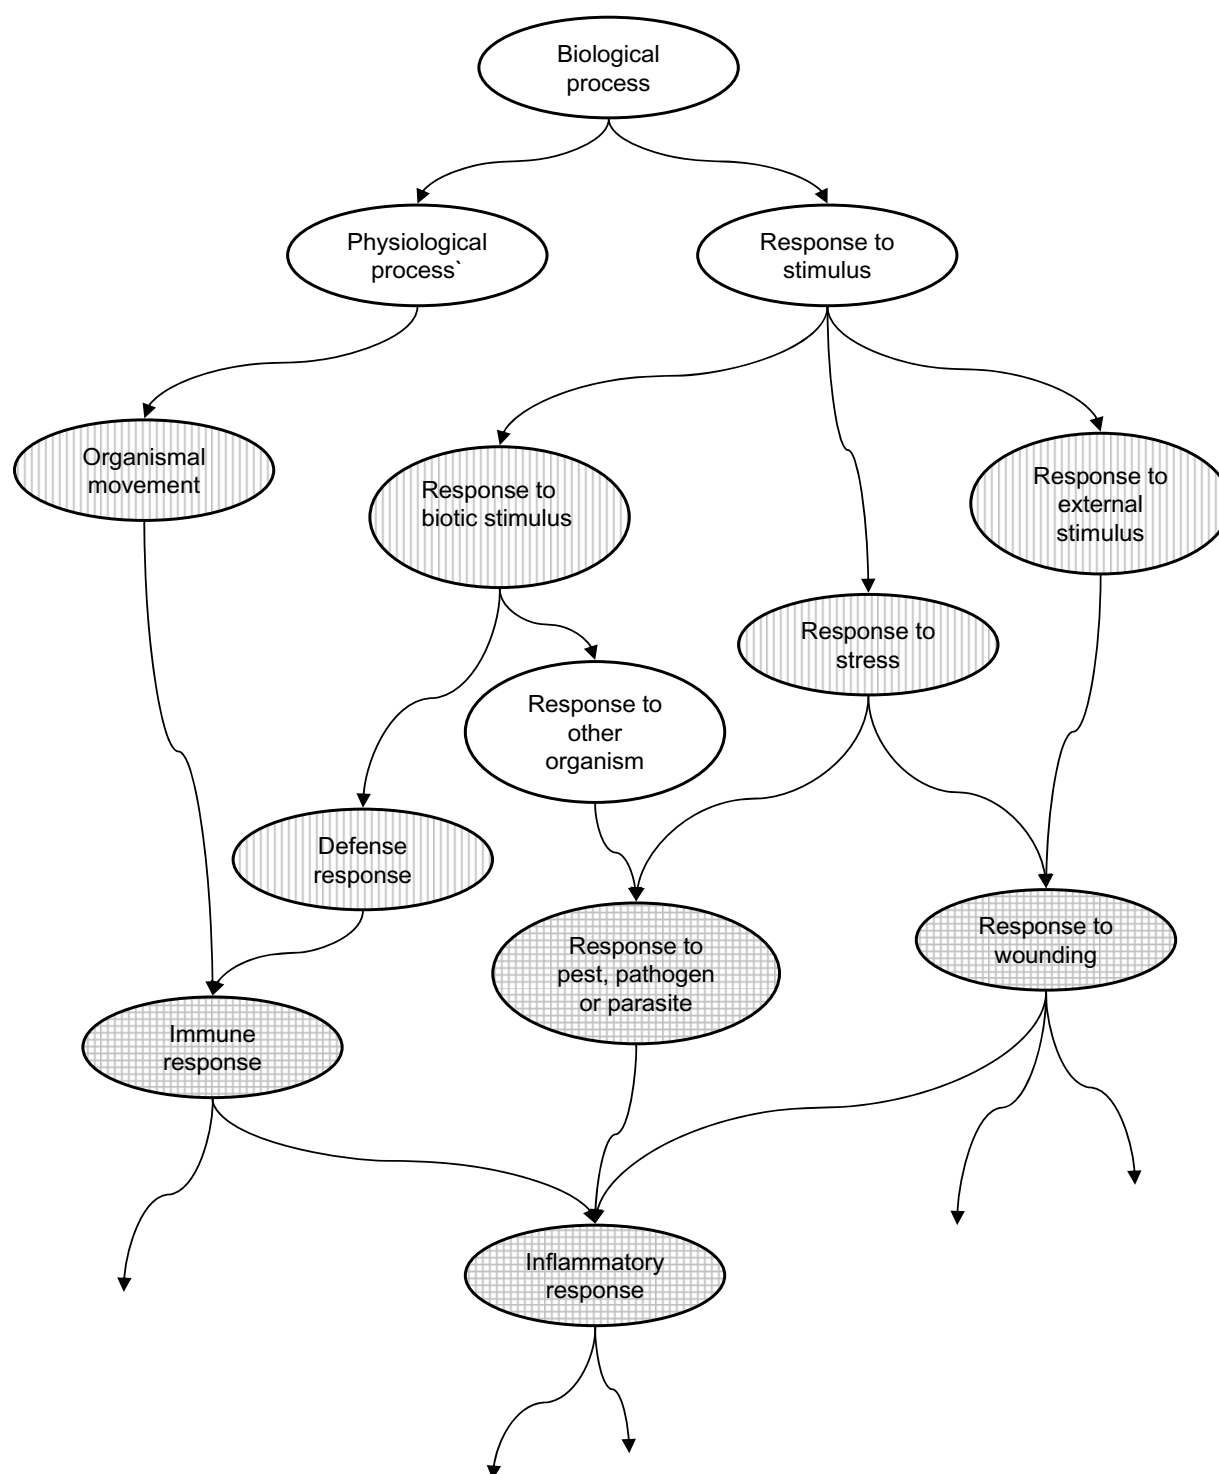 Biological
process
Physiological
process`
Response to
stimulus
Organismal
movement
Response to
biotic stimulus
Response to
external
stimulus
Response to
stress
Response to
other
organism
Defense
response
Response to
pest, pathogen
or parasite
Response to
wounding
Immune
response
Inflammatory
response